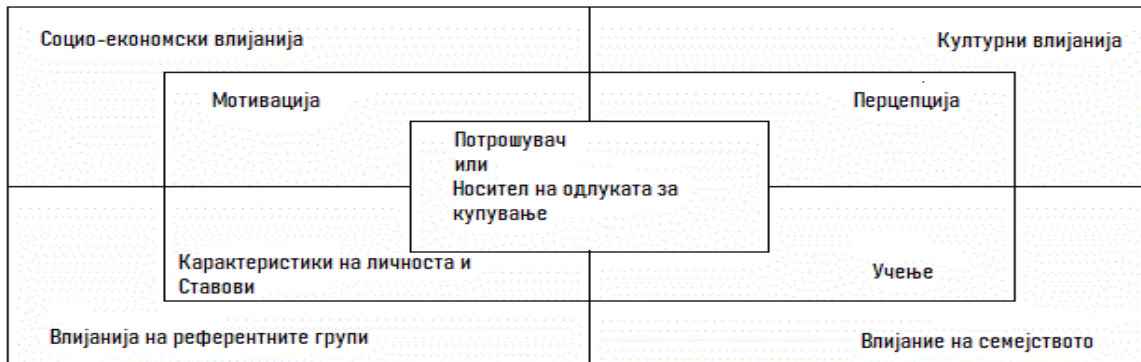 Социо-економски влијанија
Културни влијанија
Мотивација
Перцепција
Потрошувач
или
Носител на одлуката за
купување
Карактеристики на личноста и
Ставови
Учење
Влијанија на референтните групи
Влијание на семејството